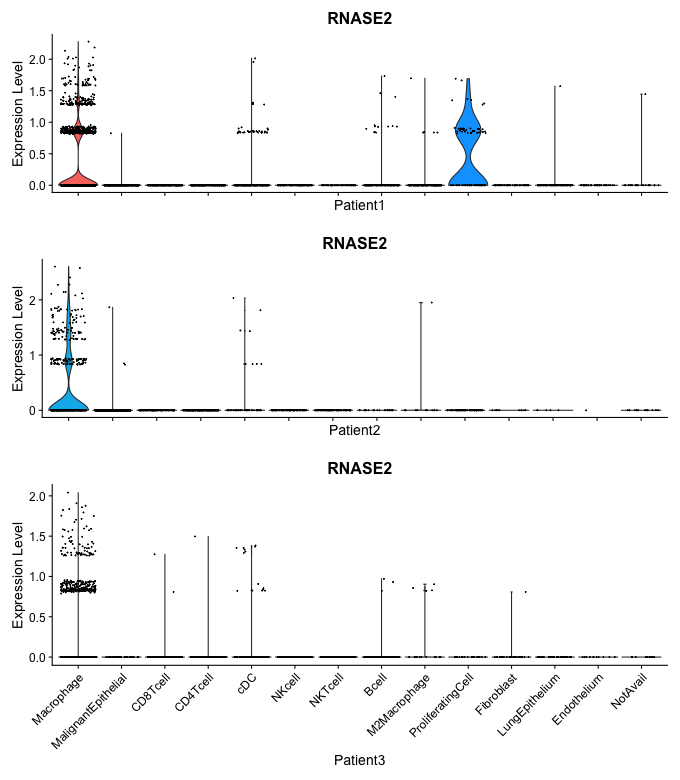 RNASE2
Expression Level
2.0
1.5
1.0
0.5
0.0
Patient1
RNASE2
Expression Level
2
1
0
Patient2
RNASE2
Expression Level
2.0
1.5
1.0
0.5
0.0
Macrophage
MalignantEpithelial
CD8Tcell
CD4Tcell
cDC
NKcell
NKTcell
Bcell
M2Macrophage
ProliferatingCell
Fibroblast
LungEpithelium
Endothelium
NotAvail
Patient3